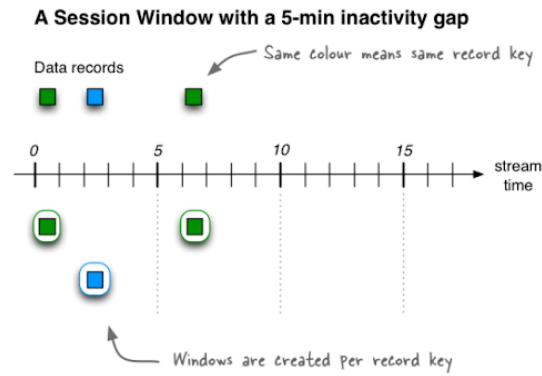 A Session Window with a 5-min inactivity gap
Same colour means same record key
Data records
0 5 10 15
stream
time
Windows are created per record key